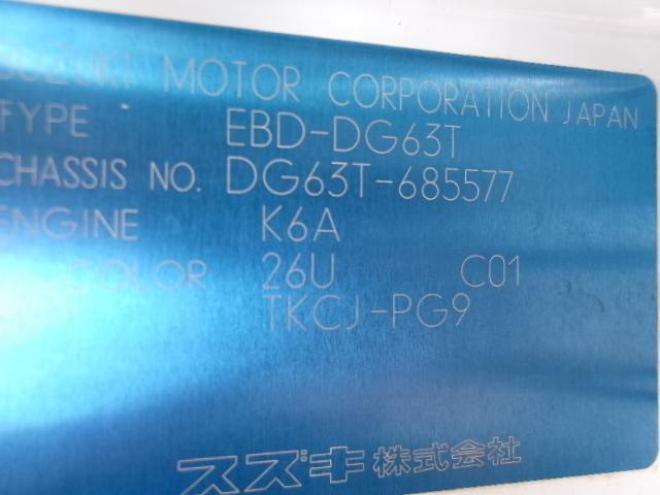 SUZUKI MOTOR CORPORATION JAPAN
TYPE EBD-DG63T
CHASSIS NO. DG63T-685577
ENGINE K6A
COLOR 26U C01
TKCJ-PG9
スズキ株式会社